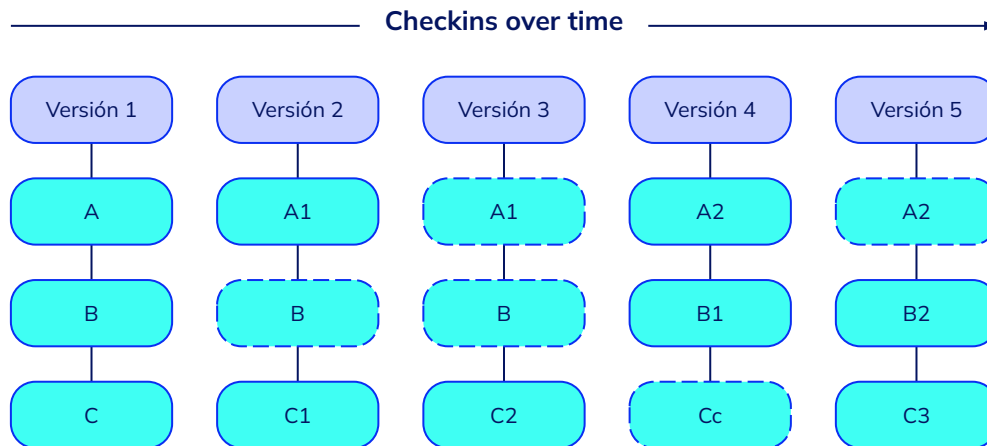 Checkins over time
Versión 1 Versión 2 Versión 3 Versión 4 Versión 5
A A1 A1 A2 A2
B B B B1 B2
C C1 C2 Cc C3